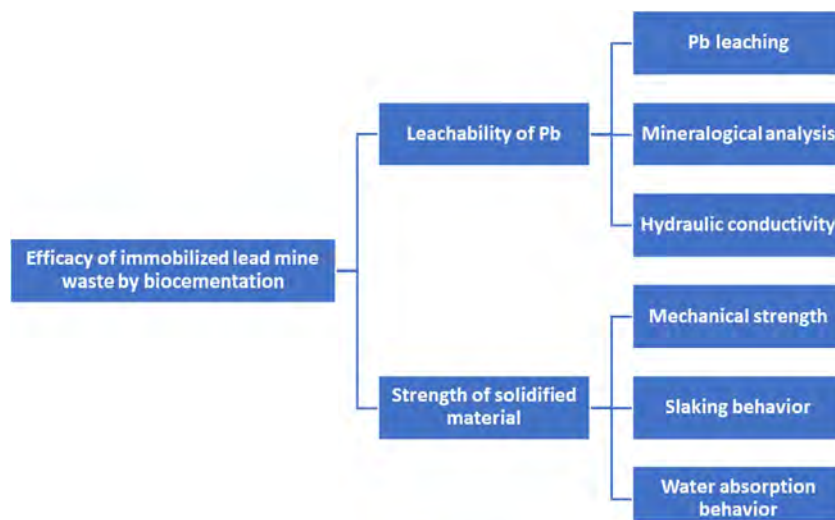 Efficacy of immobilized lead mine
waste by biocementation
Leachability of Pb
Pb leaching
Mineralogical analysis
Hydraulic conductivity
Strength of solidified
material
Mechanical strength
Slaking behavior
Water absorption
behavior